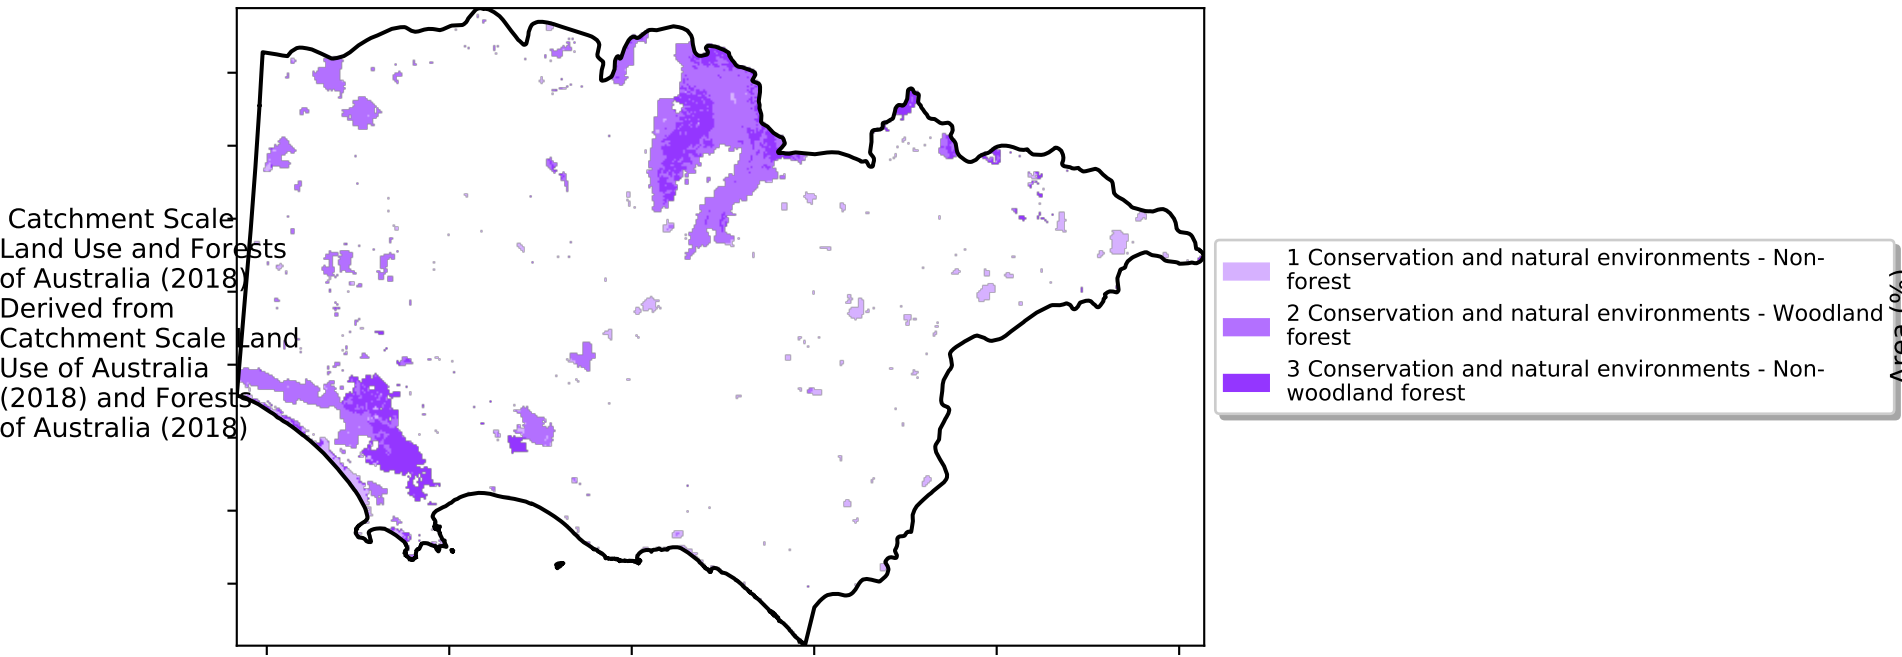 Catchment Scale
Land Use and Forests
of Australia (2018)
Derived from
Catchment Scale Land
Use of Australia
(2018) and Forests
of Australia (2018)
1 Conservation and natural environments - Non-
forest
2 Conservation and natural environments - Woodland
forest
3 Conservation and natural environments - Non-
woodland forest
Area (%)